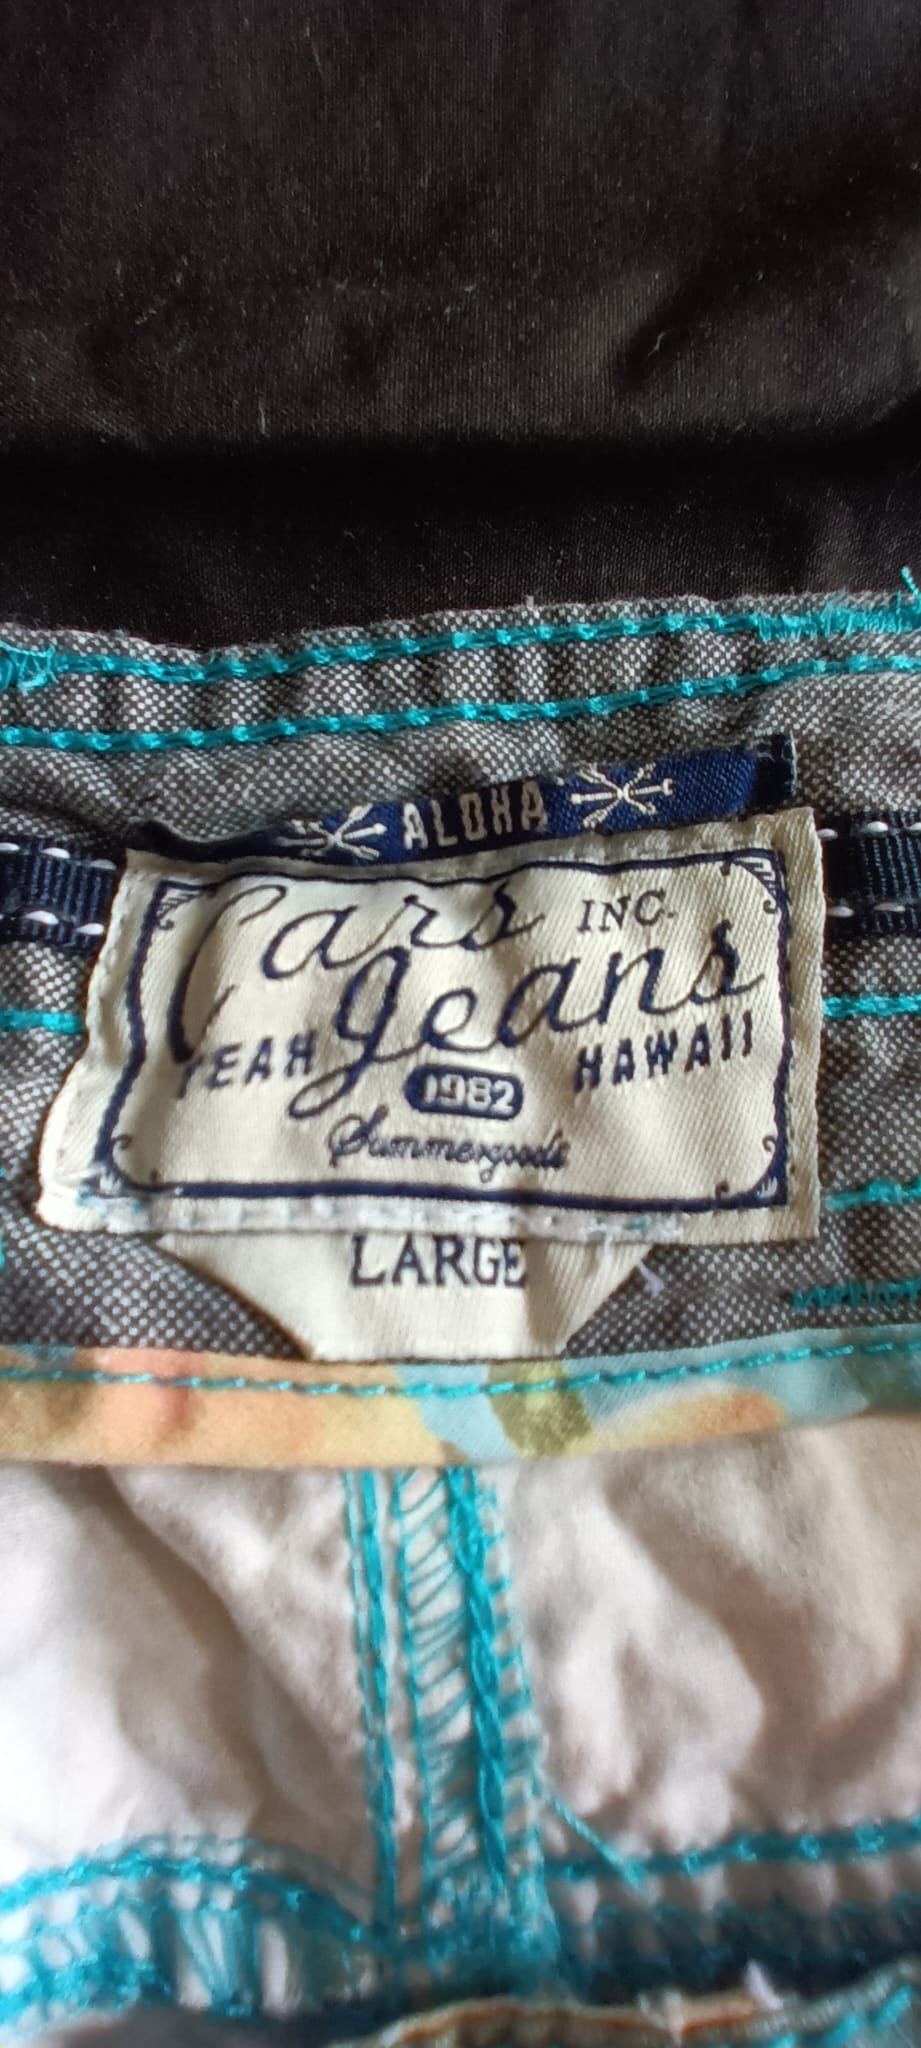 ALOHA
Cars INC.
Jeans
YEAH HAWAII
1982
Summergoods
LARGE